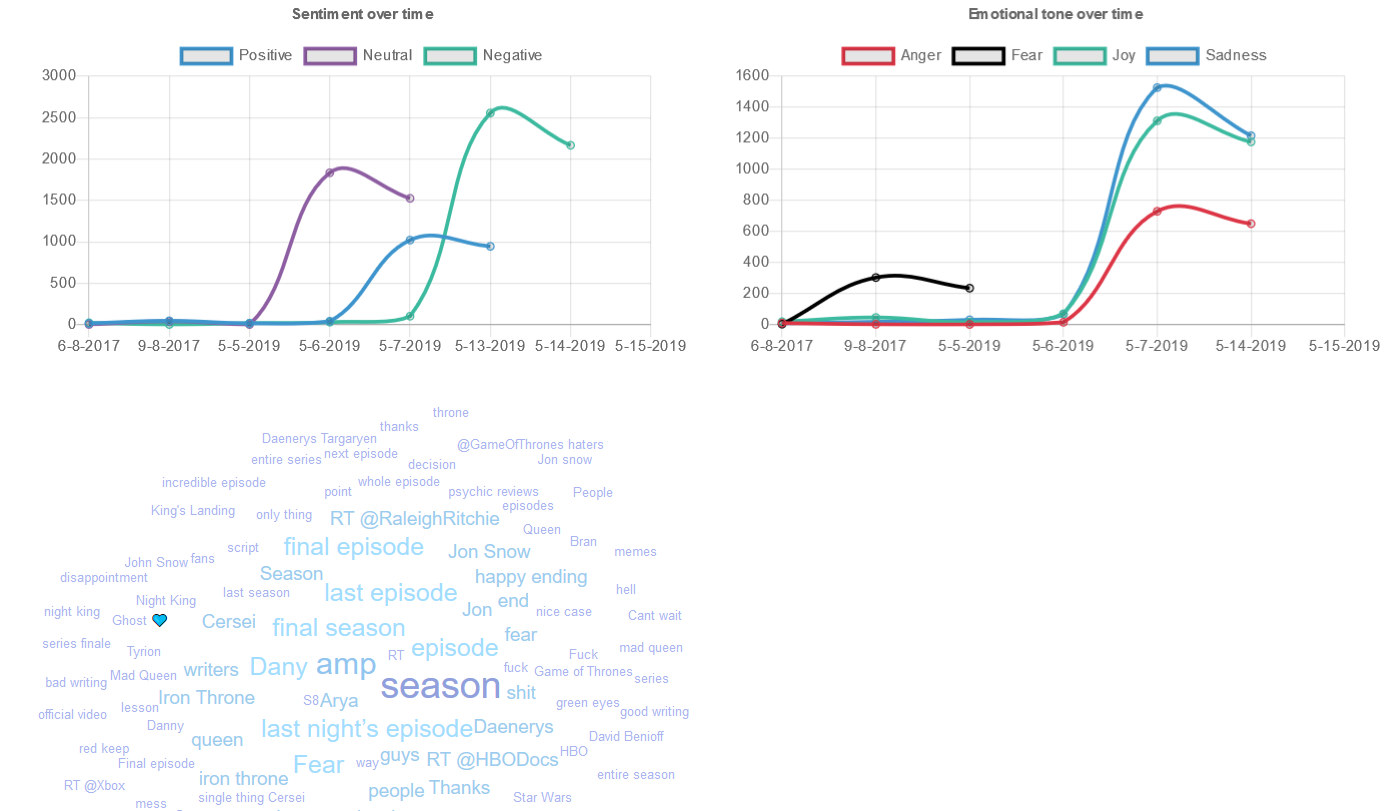 Sentiment over time
Positive Neutral Negative
3000
2500
2000
1500
1000
500
0
6-8-2017 9-8-2017 5-5-2019 5-6-2019 5-7-2019 5-13-2019 5-14-2019 5-15-2019
Emotional tone over time
Anger Fear Joy Sadness
1600
1400
1200
1000
800
600
400
200
0
6-8-2017 9-8-2017 5-5-2019 5-6-2019 5-7-2019 5-14-2019 5-15-2019
throne
thanks
Daenerys Targaryen
@GameOfThrones haters
entire series
next episode
decision
Jon snow
incredible episode
point
whole episode
psychic reviews
People
King's Landing
only thing
RT @RaleighRitchie
episodes
Queen
script
final episode
Jon Snow
Bran
memes
John Snow
fans
disappointment
Season
happy ending
hell
Night King
last season
last episode
Jon
end
nice case
night king
Ghost
Cersei
final season
fear
Cant wait
series finale
Tyrion
RT
episode
Fuck
mad queen
bad writing
Mad Queen
writers
Dany
amp
fuck
Game of Thrones
series
official video
lesson
Iron Throne
S8
Arya
season
shit
green eyes
good writing
Danny
last night’s episode
Daenerys
David Benioff
red keep
queen
guys
RT @HBODocs
HBO
Final episode
Fear
way
entire season
RT @Xbox
iron throne
people
Thanks
mess
single thing
Cersei
Star Wars